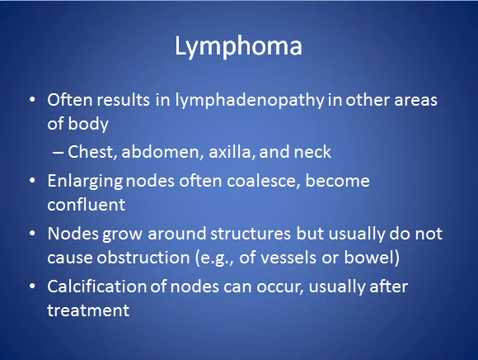 Lymphoma
• Often results in lymphadenopathy in other areas
of body
– Chest, abdomen, axilla, and neck
• Enlarging nodes often coalesce, become
confluent
• Nodes grow around structures but usually do not
cause obstruction (e.g., of vessels or bowel)
• Calcification of nodes can occur, usually after
treatment